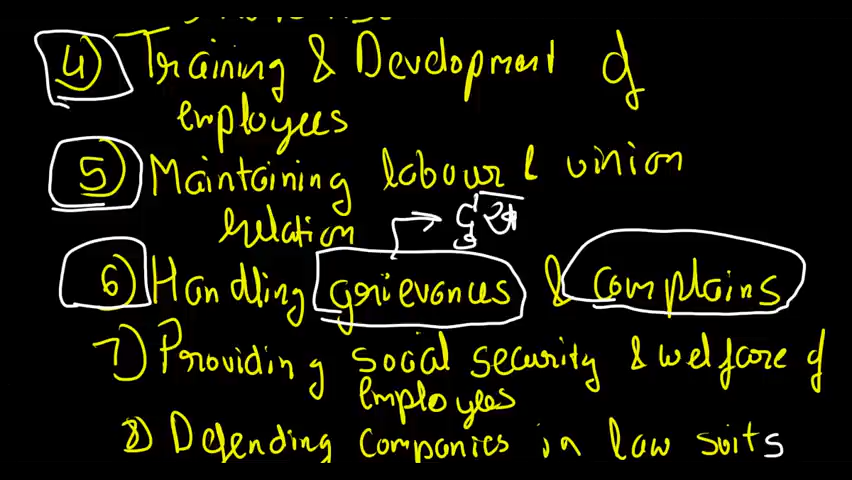 4) Training & Development of
employees
5) Maintaining labour & union
relation
6) Handling grievances & complains
7) Providing social security & welfare of
employees
8) Defending companies in law suits